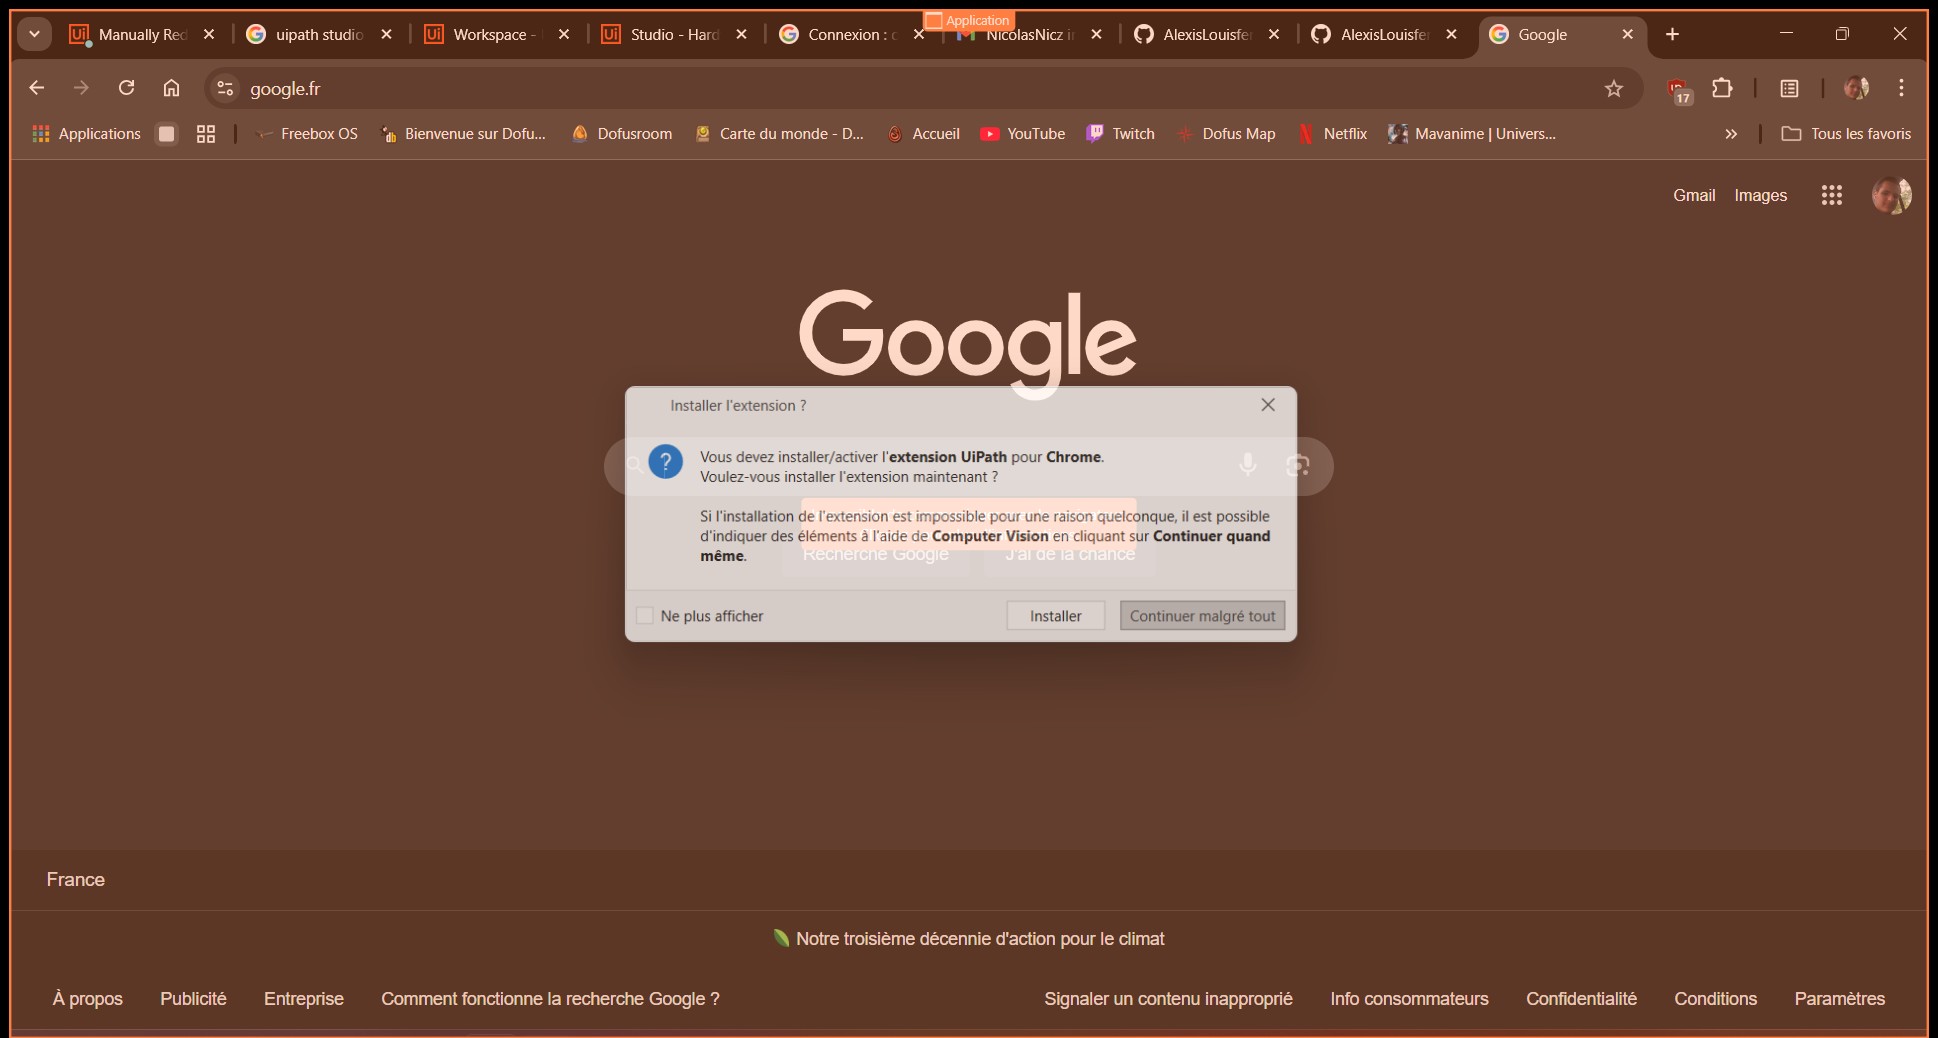 Application
Manually Red
uipath studio
Workspace -
Studio - Hard
Connexion : c
NicolasNicz i
AlexisLouisfe
AlexisLouisfe
Google
google.fr
17
Applications
Freebox OS
Bienvenue sur Dofu...
Dofusroom
Carte du monde - D...
Accueil
YouTube
Twitch
Dofus Map
Netflix
Mavanime | Univers...
Tous les favoris
Gmail
Images
Google
Installer l'extension ?
Vous devez installer/activer l'extension UiPath pour Chrome.
Voulez-vous installer l'extension maintenant ?
Si l'installation de l'extension est impossible pour une raison quelconque, il est possible
d'indiquer des éléments à l'aide de Computer Vision en cliquant sur Continuer quand
même.
Recherche Google
J'ai de la chance
Ne plus afficher
Installer
Continuer malgré tout
France
Notre troisième décennie d'action pour le climat
À propos
Publicité
Entreprise
Comment fonctionne la recherche Google ?
Signaler un contenu inapproprié
Info consommateurs
Confidentialité
Conditions
Paramètres